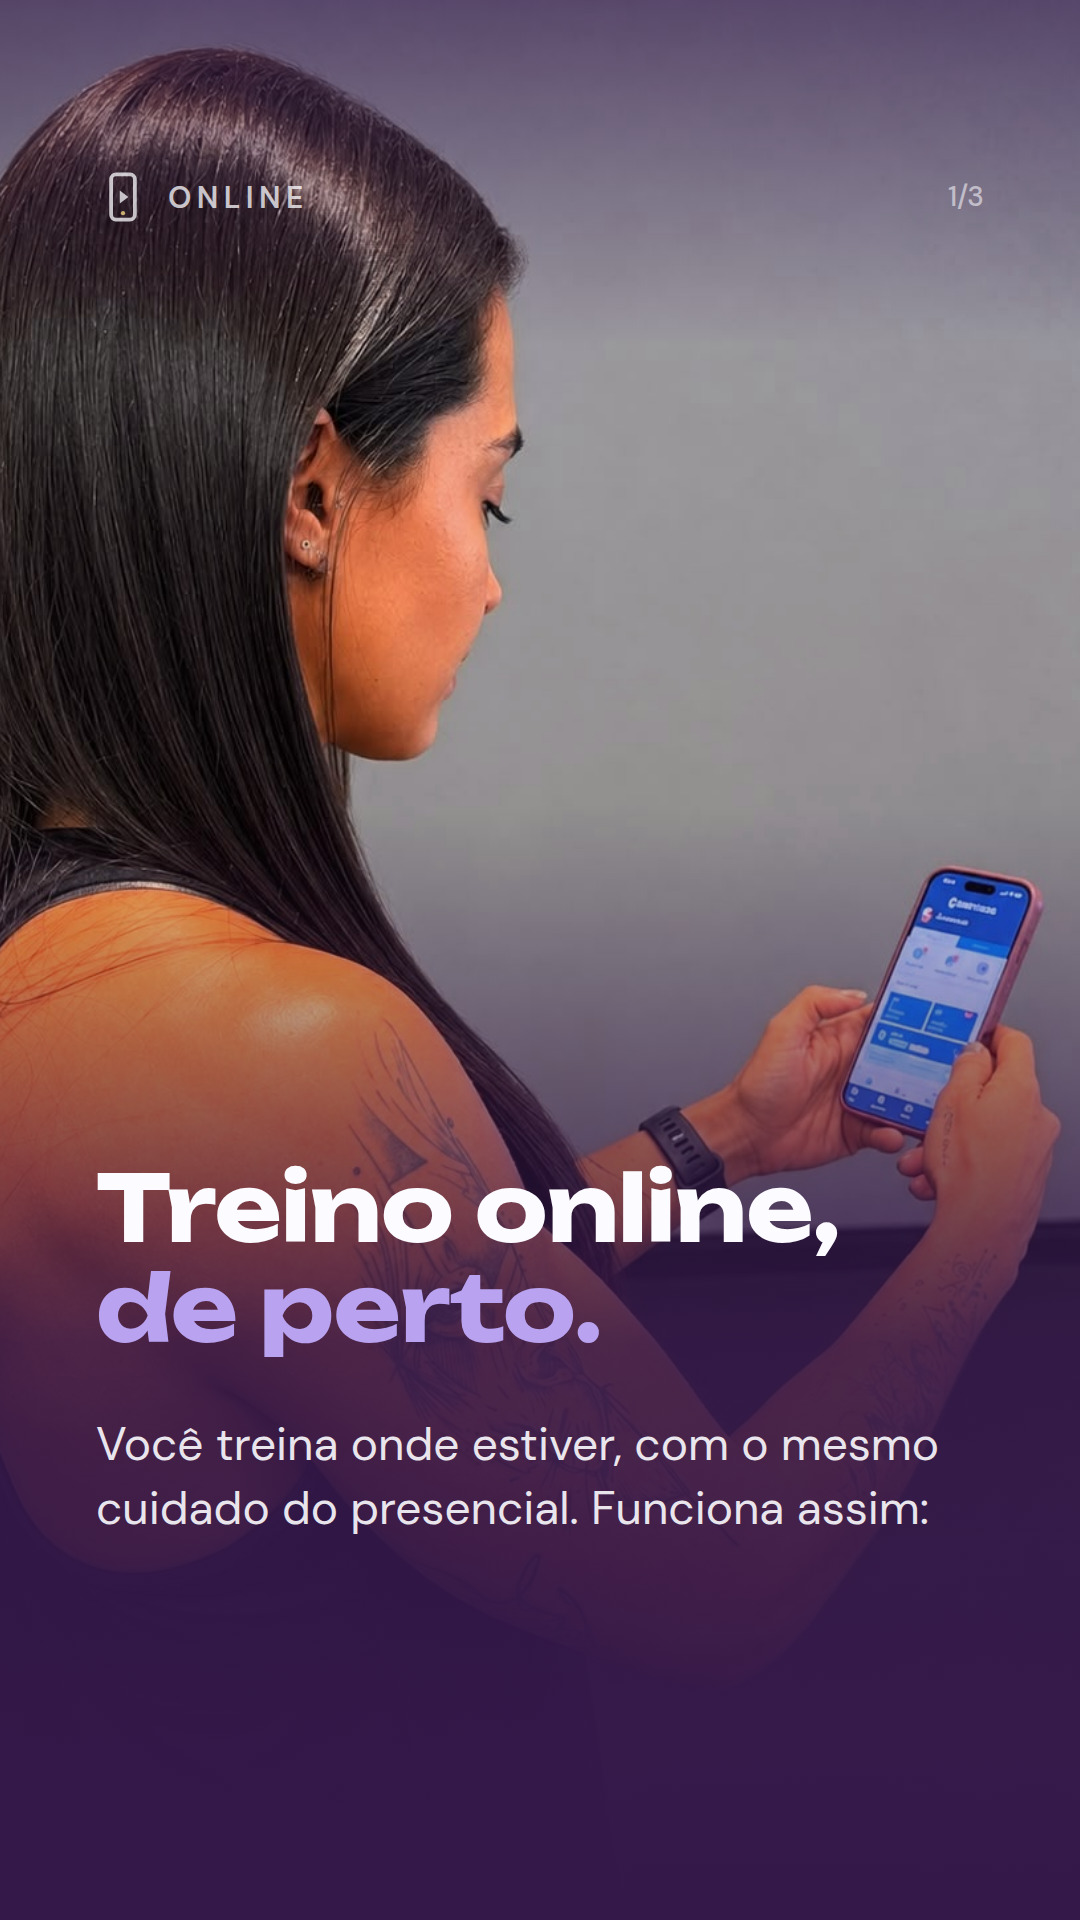 ONLINE
1/3
Treino online,
de perto.
Você treina onde estiver, com o mesmo
cuidado do presencial. Funciona assim: